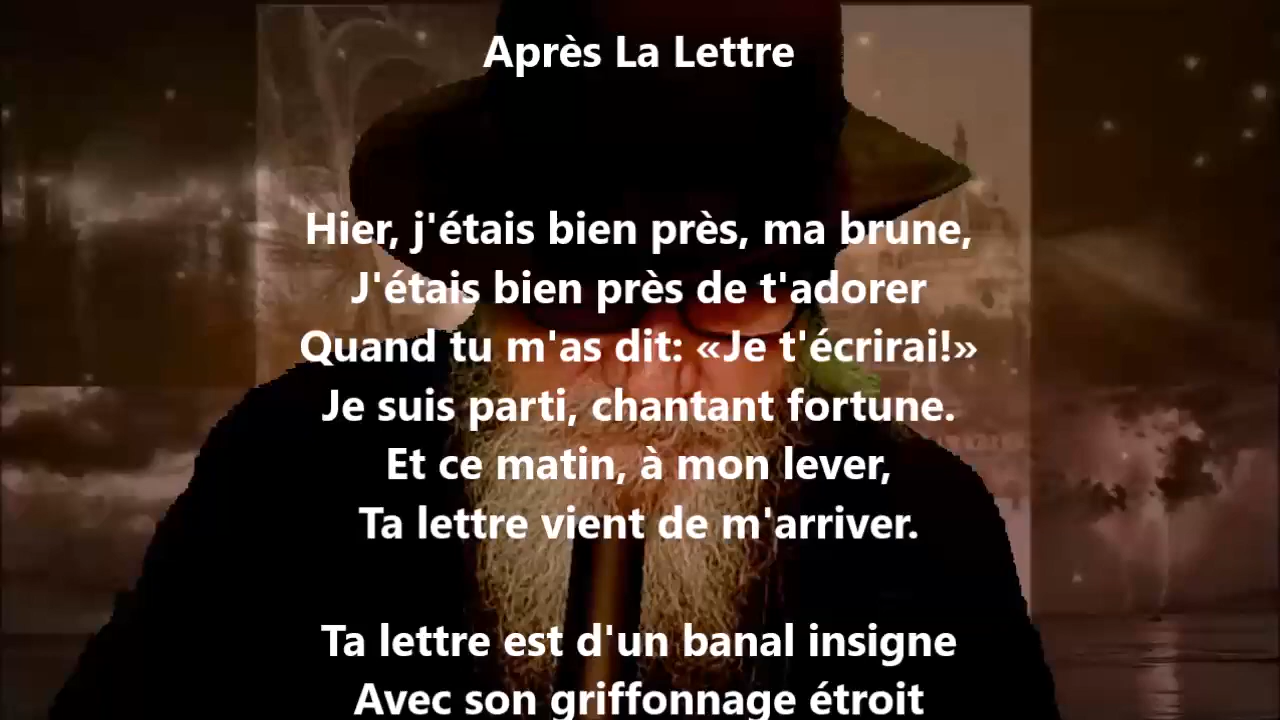 Après La Lettre
Hier, j'étais bien près, ma brune,
J'étais bien près de t'adorer
Quand tu m'as dit: «Je t'écrirai!»
Je suis parti, chantant fortune.
Et ce matin, à mon lever,
Ta lettre vient de m'arriver.
Ta lettre est d'un banal insigne
Avec son griffonnage étroit